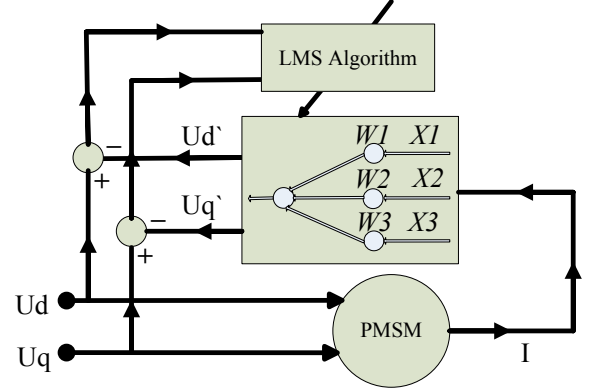 LMS Algorithm
Ud`
W1 X1
−
+
W2 X2
Uq`
−
W3 X3
+
Ud
PMSM
Uq
I